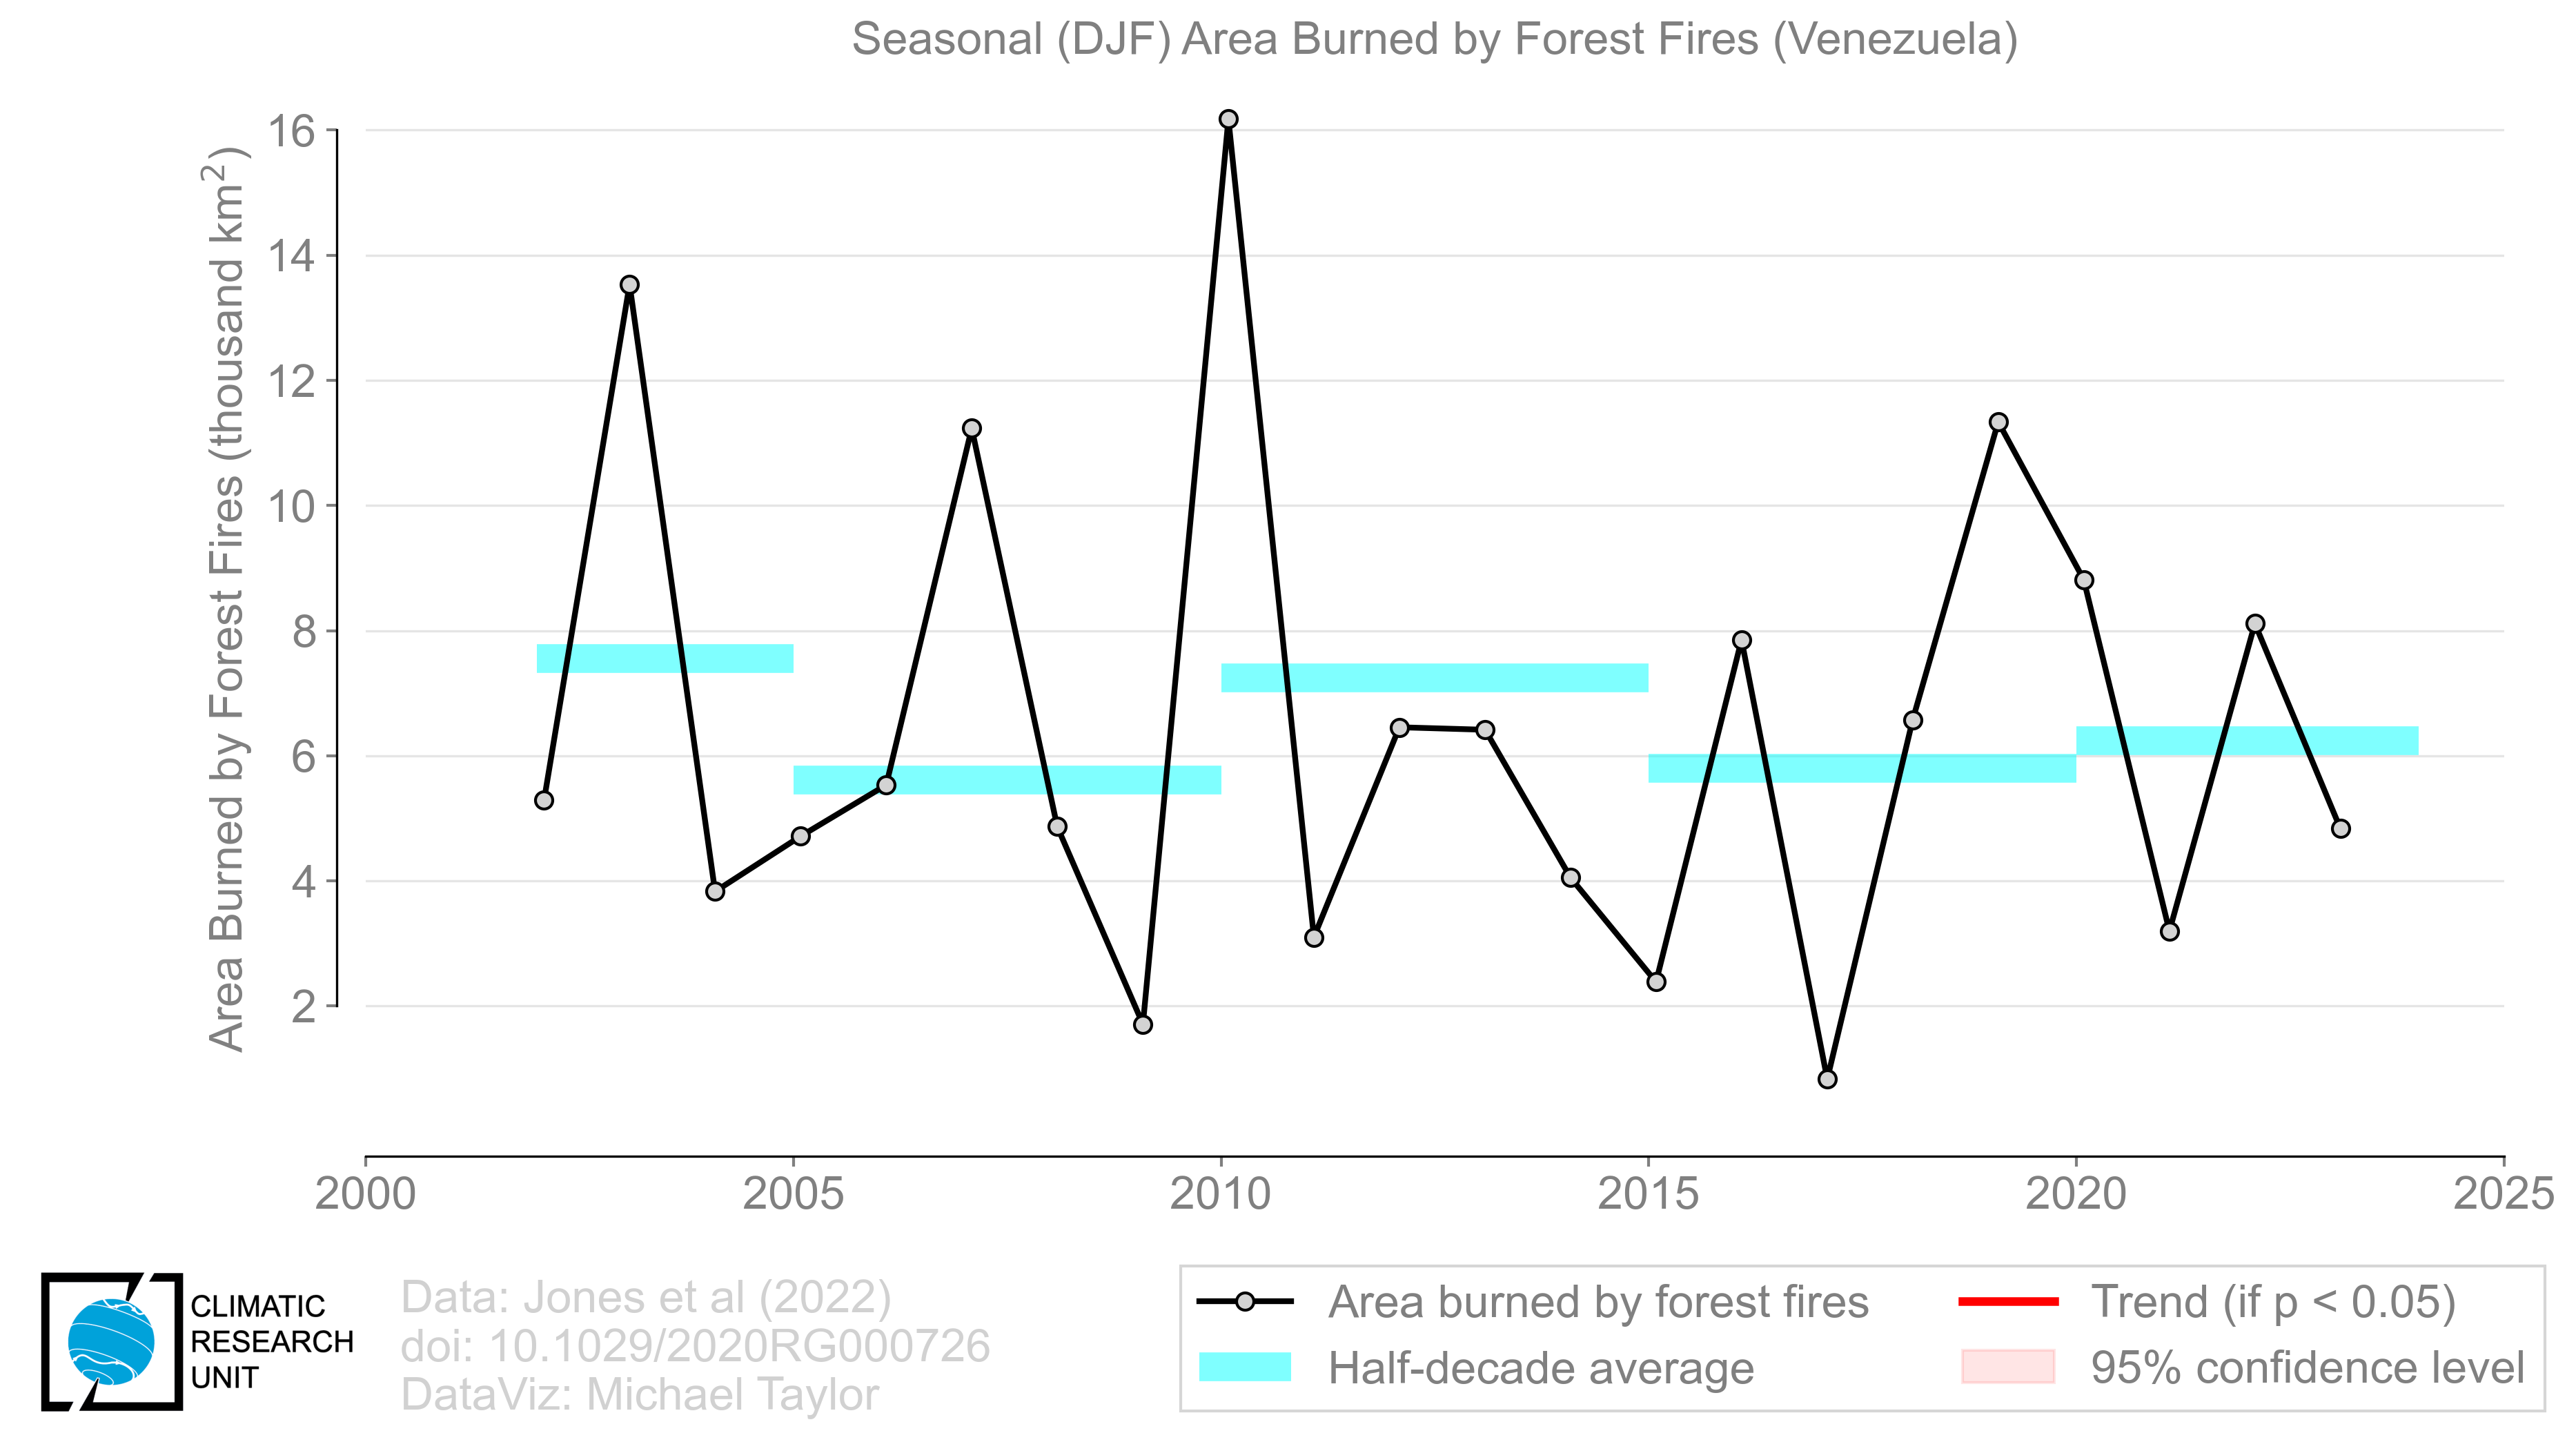 Seasonal (DJF) Area Burned by Forest Fires (Venezuela)
Area Burned by Forest Fires (thousand km²)
16
14
12
10
8
6
4
2
2000 2005 2010 2015 2020 2025
CLIMATIC
RESEARCH
UNIT
Data: Jones et al (2022)
doi: 10.1029/2020RG000726
DataViz: Michael Taylor
Area burned by forest fires
Half-decade average
Trend (if p < 0.05)
95% confidence level